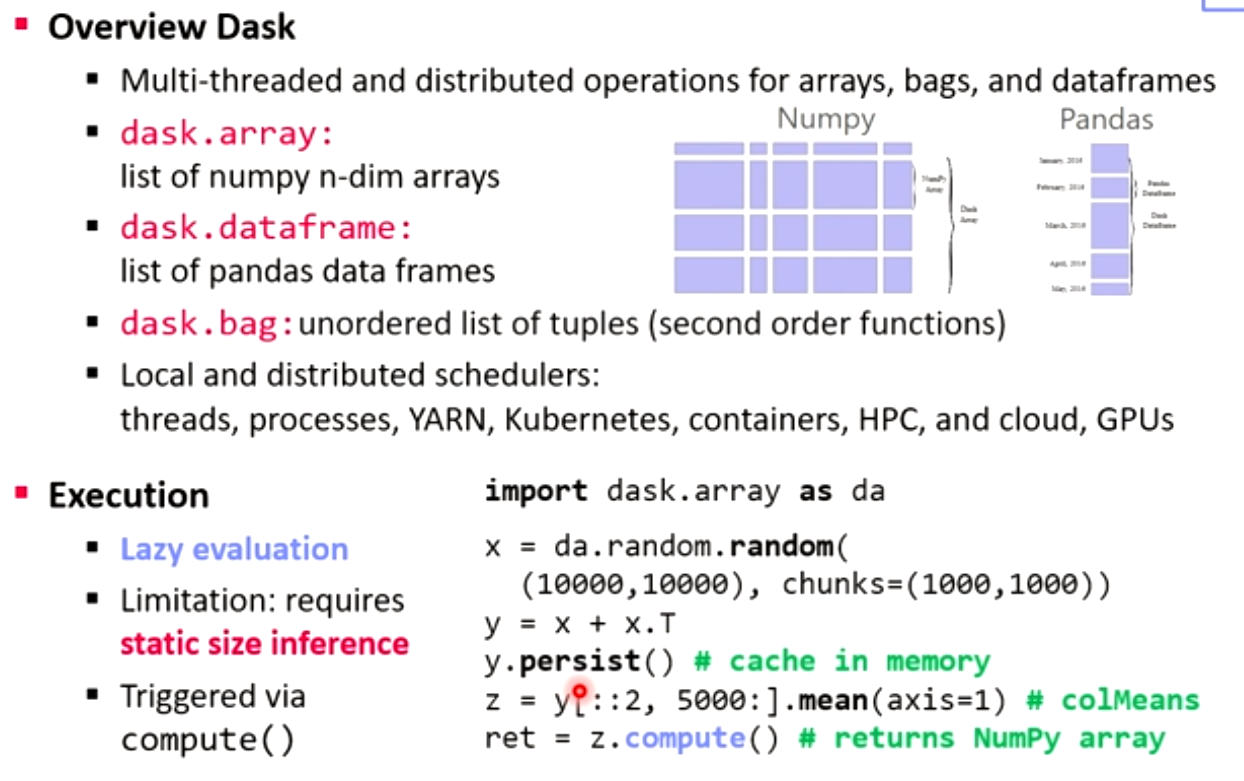 Overview Dask
Multi-threaded and distributed operations for arrays, bags, and dataframes
dask.array:
list of numpy n-dim arrays
dask.dataframe:
list of pandas data frames
Numpy
NumPy
Array
Dask
Array
Pandas
January, 2016
February, 2016
March, 2016
April, 2016
May, 2016
Pandas
DataFrame
Dask
DataFrame
dask.bag: unordered list of tuples (second order functions)
Local and distributed schedulers:
threads, processes, YARN, Kubernetes, containers, HPC, and cloud, GPUs
Execution
Lazy evaluation
Limitation: requires
static size inference
Triggered via
compute()
import dask.array as da
x = da.random.random(
(10000,10000), chunks=(1000,1000))
y = x + x.T
y.persist() # cache in memory
z = y[::2, 5000:].mean(axis=1) # colMeans
ret = z.compute() # returns NumPy array